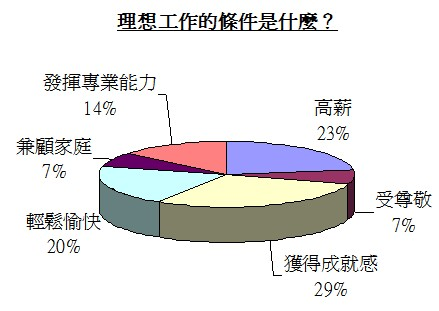 理想工作的條件是什麼？
發揮專業能力
14%
高薪
23%
兼顧家庭
7%
受尊敬
7%
輕鬆愉快
20%
獲得成就感
29%